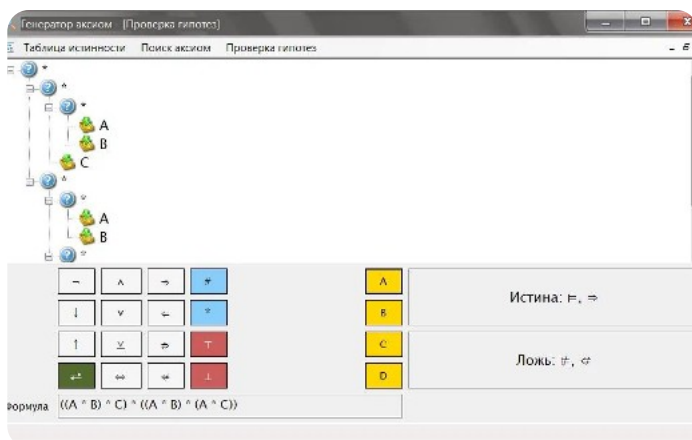 Генератор аксиом - [Проверка гипотез]
Таблица истинности Поиск аксиом Проверка гипотез
*
^
*
A
B
C
^
*
A
B
*
¬ ∧ ⇒ # A
↓ ∨ ⇐ * B
↑ ⊻ C
⇔ ⊥ D
Истина: ⊨, ⇒
Ложь: ⊭, ⇏
Формула ((A ^ B) ^ C) ^ ((A ^ B) ^ (A ^ C))